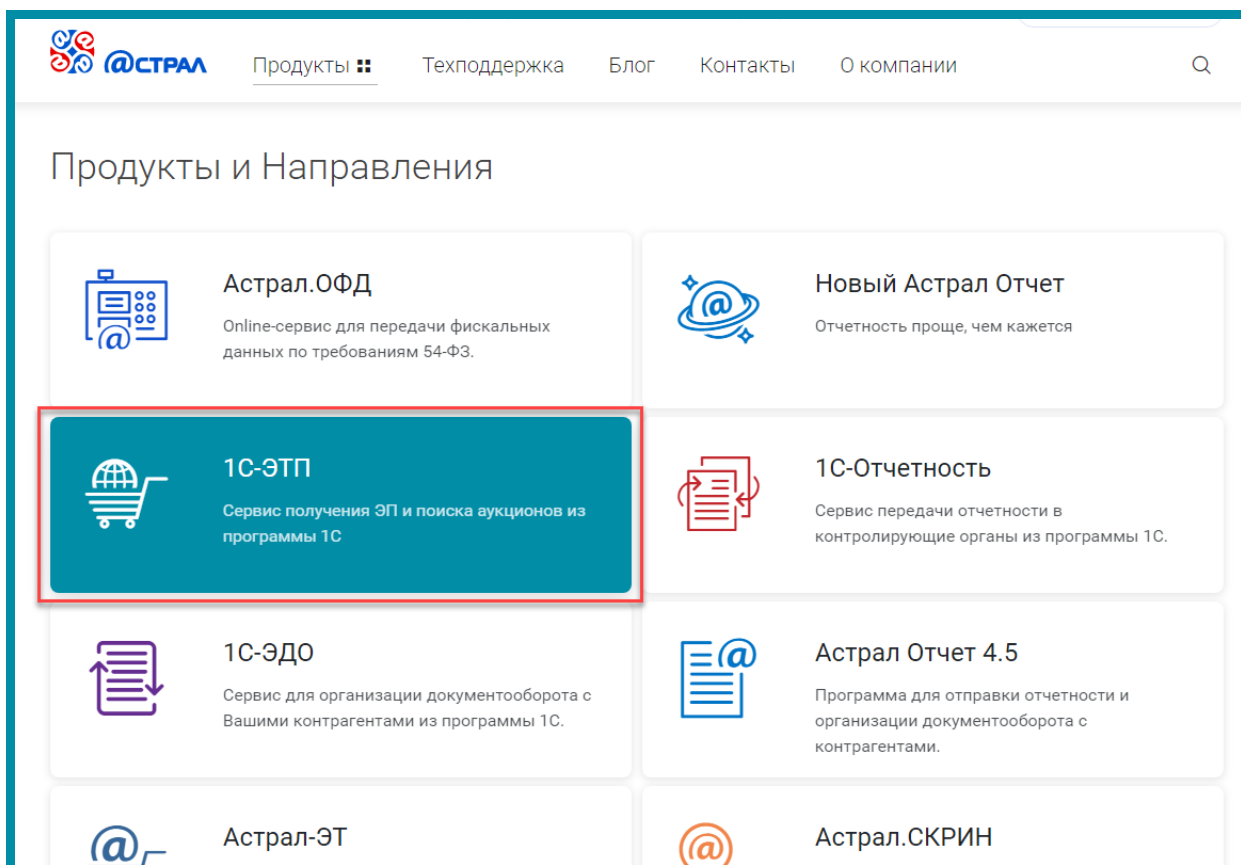 @СТРАЛ
Продукты
Техподдержка
Блог
Контакты
О компании
Продукты и Направления
Астрал.ОФД
Online-сервис для передачи фискальных
данных по требованиям 54-ФЗ.
Новый Астрал Отчет
Отчетность проще, чем кажется
1С-ЭТП
Сервис получения ЭП и поиска аукционов из
программы 1С
1С-Отчетность
Сервис передачи отчетности в
контролирующие органы из программы 1С.
1С-ЭДО
Сервис для организации документооборота с
Вашими контрагентами из программы 1С.
Астрал Отчет 4.5
Программа для отправки отчетности и
организации документооборота с
контрагентами.
Астрал-ЭТ
Астрал.СКРИН